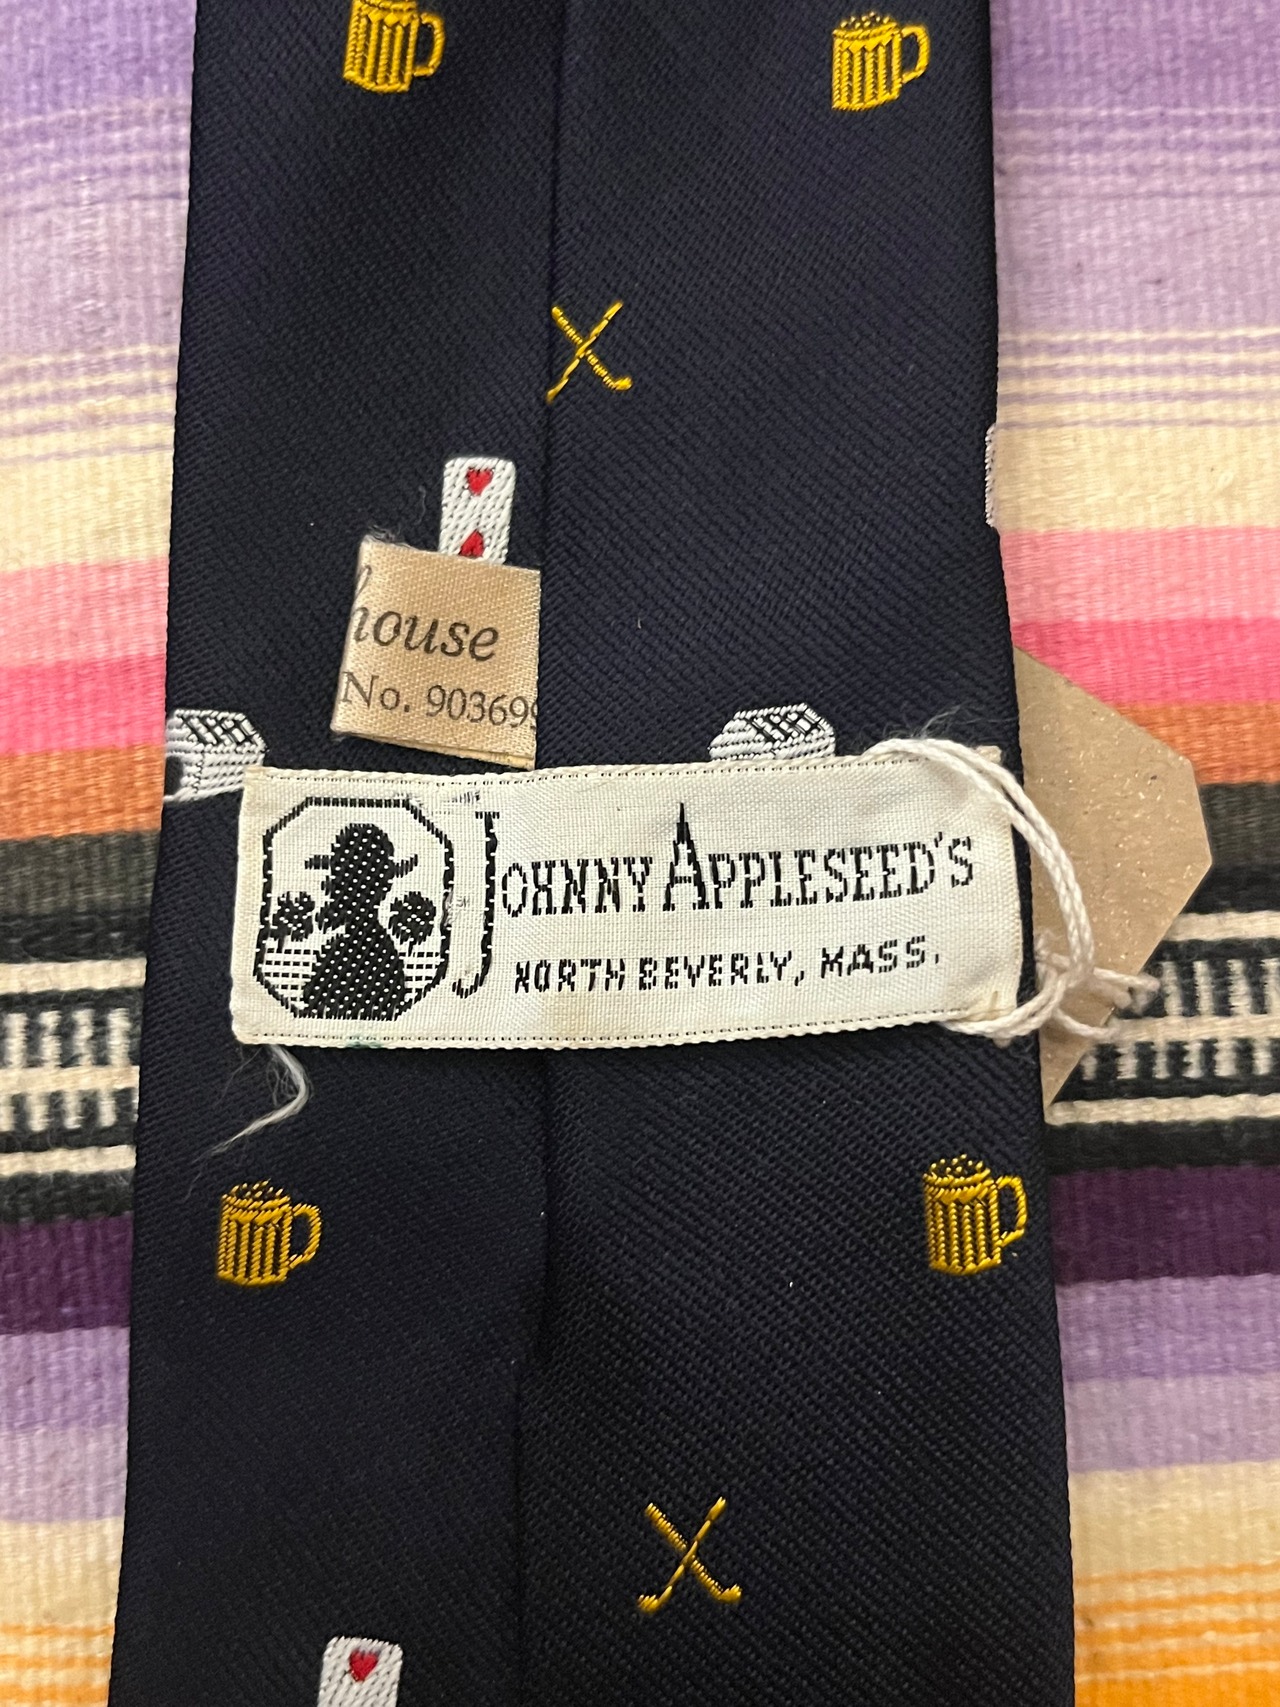 house
No. 90369
JOHNNY APPLESEED'S
NORTH BEVERLY, MASS.